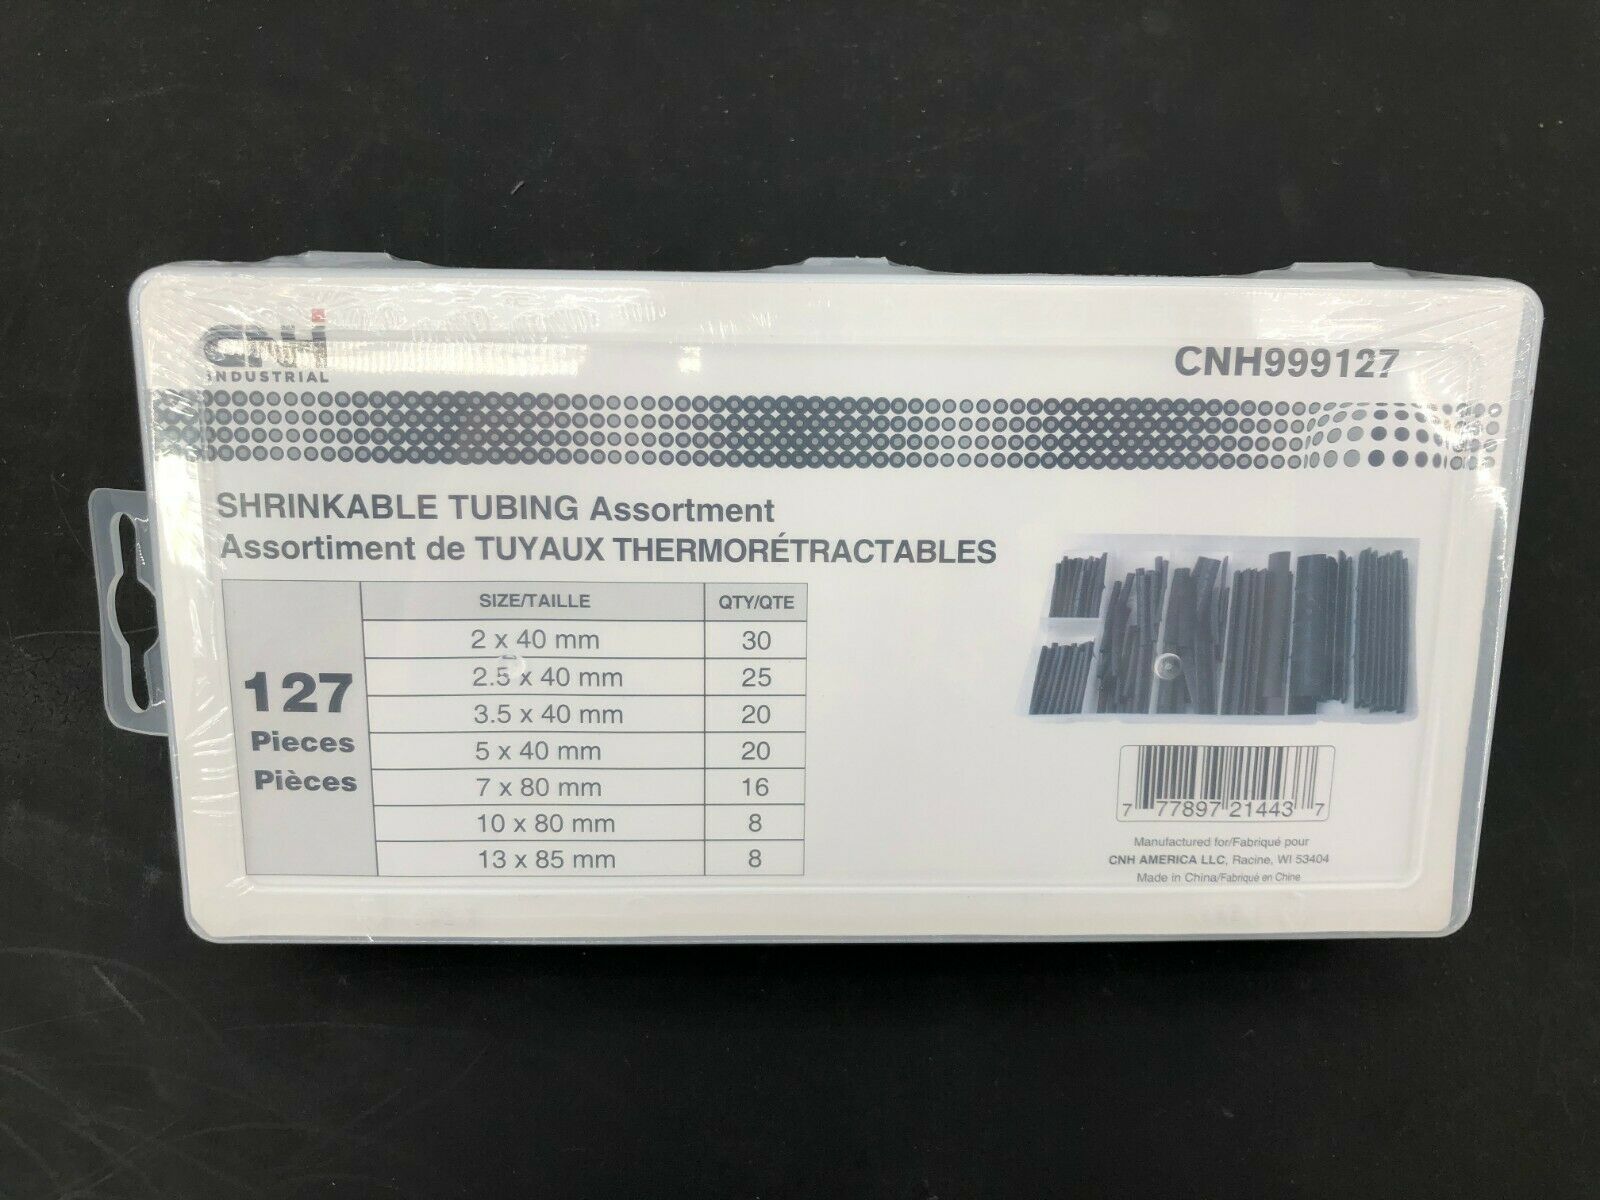 CNH
INDUSTRIAL
CNH999127
SHRINKABLE TUBING Assortment
Assortiment de TUYAUX THERMORÉTRACTABLES
127
Pieces
Pièces
SIZE/TAILLE QTY/QTE
2 x 40 mm 30
2.5 x 40 mm 25
3.5 x 40 mm 20
5 x 40 mm 20
7 x 80 mm 16
10 x 80 mm 8
13 x 85 mm 8
7 77897 21443 7
Manufactured for/Fabriqué pour
CNH AMERICA LLC, Racine, WI 53404
Made in China/Fabriqué en Chine